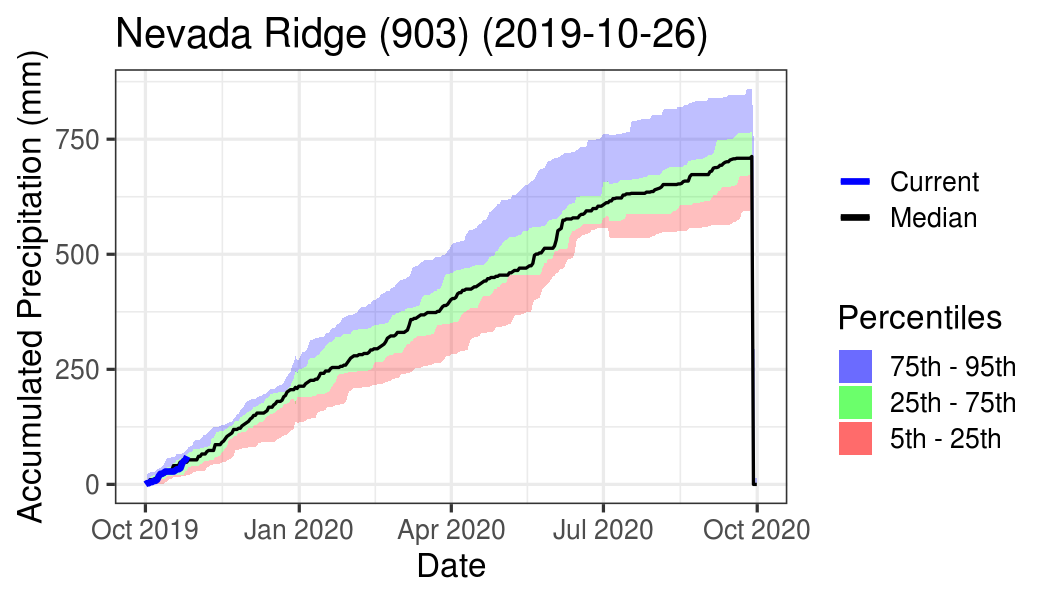 Nevada Ridge (903) (2019-10-26)
Accumulated Precipitation (mm)
750
500
250
0
Oct 2019
Jan 2020
Apr 2020
Jul 2020
Oct 2020
Date
Current
Median
Percentiles
75th - 95th
25th - 75th
5th - 25th